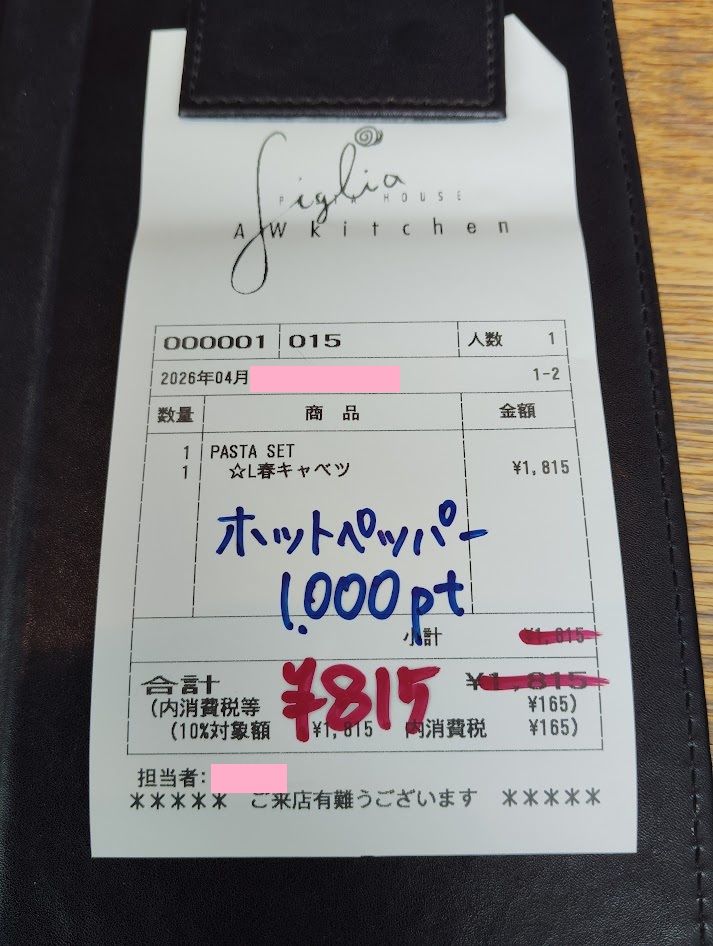 figlia
PASTA HOUSE
AWkitchen
000001 015 人数 1
2026年04月 1-2
数量 商品 金額
1 PASTA SET
1 ☆L春キャベツ ¥1,815
ホットペッパー
1.000pt
小計 ¥1,815
合計 ¥815 ¥1,815
(内消費税等 ¥165)
(10%対象額 ¥1,815 内消費税 ¥165)
担当者:
***** ご来店有難うございます *****